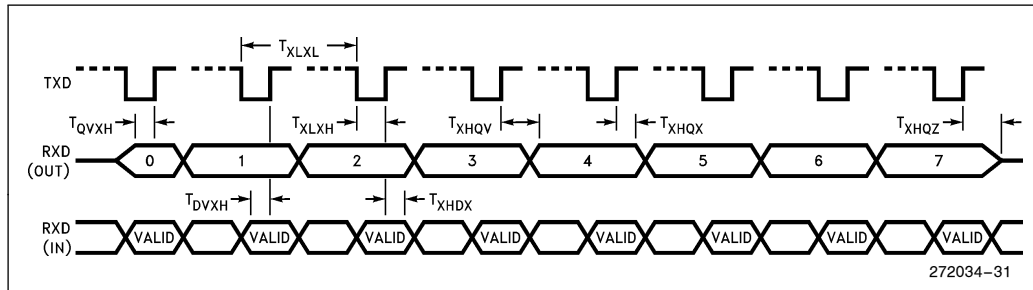 T_XLXL
TXD
T_QVXH T_XLXH T_XHQV T_XHQX T_XHQZ
RXD (OUT) 0 1 2 3 4 5 6 7
T_DVXH T_XHDX
RXD (IN) VALID VALID VALID VALID VALID VALID VALID VALID
272034–31